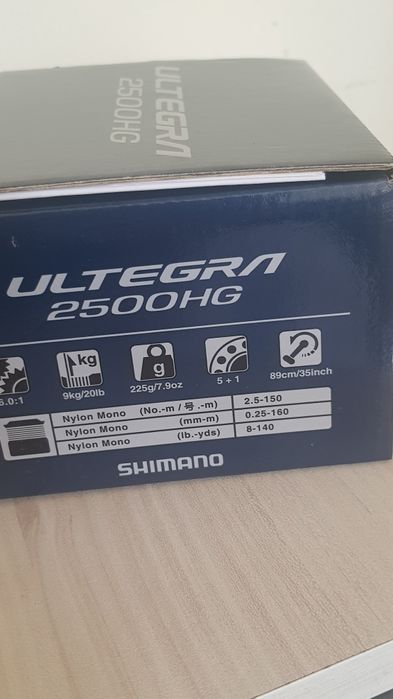 ULTEGRA
2500HG
ULTEGRA
2500HG
kg
g
6.0:1
9kg/20lb
225g/7.9oz
5 + 1
89cm/35inch
Nylon Mono (No.-m / 号.-m) 2.5-150
Nylon Mono (mm-m) 0.25-160
Nylon Mono (lb.-yds) 8-140
SHIMANO